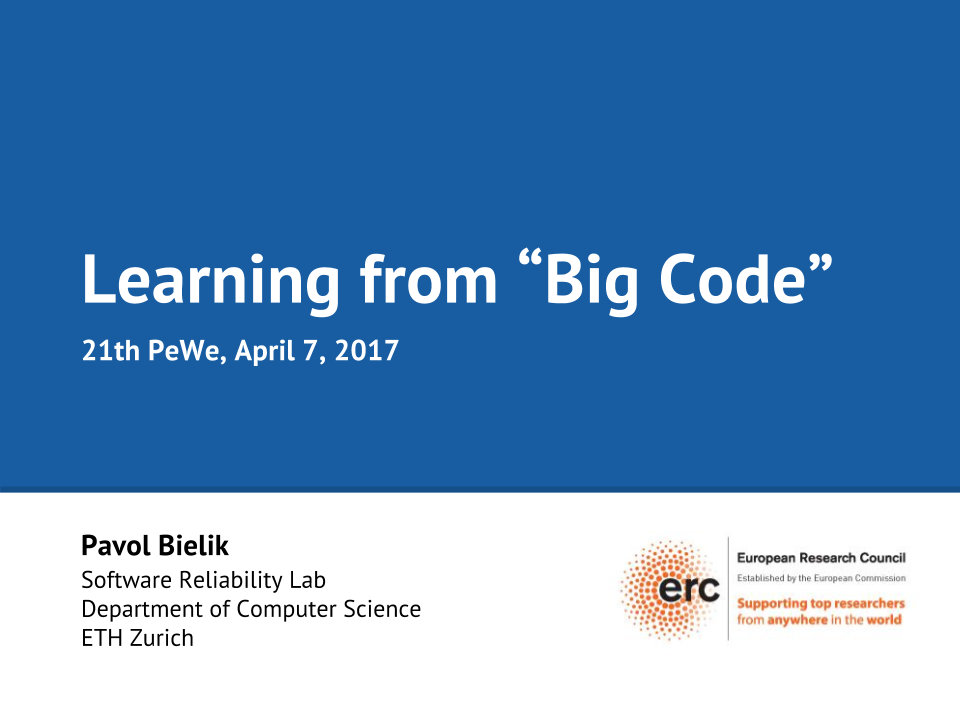 Learning from “Big Code”
21th PeWe, April 7, 2017
Pavol Bielik
Software Reliability Lab
Department of Computer Science
ETH Zurich
erc
European Research Council
Established by the European Commission
Supporting top researchers
from anywhere in the world